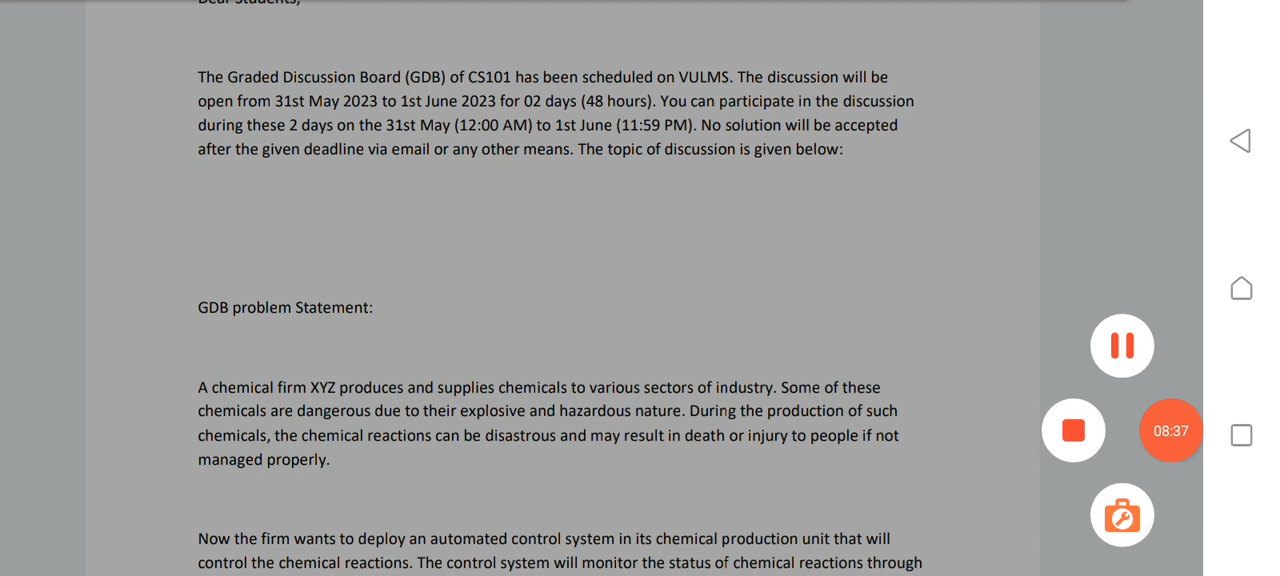 Dear Students,
The Graded Discussion Board (GDB) of CS101 has been scheduled on VULMS. The discussion will be
open from 31st May 2023 to 1st June 2023 for 02 days (48 hours). You can participate in the discussion
during these 2 days on the 31st May (12:00 AM) to 1st June (11:59 PM). No solution will be accepted
after the given deadline via email or any other means. The topic of discussion is given below:
GDB problem Statement:
A chemical firm XYZ produces and supplies chemicals to various sectors of industry. Some of these
chemicals are dangerous due to their explosive and hazardous nature. During the production of such
chemicals, the chemical reactions can be disastrous and may result in death or injury to people if not
managed properly.
Now the firm wants to deploy an automated control system in its chemical production unit that will
control the chemical reactions. The control system will monitor the status of chemical reactions through
08:37